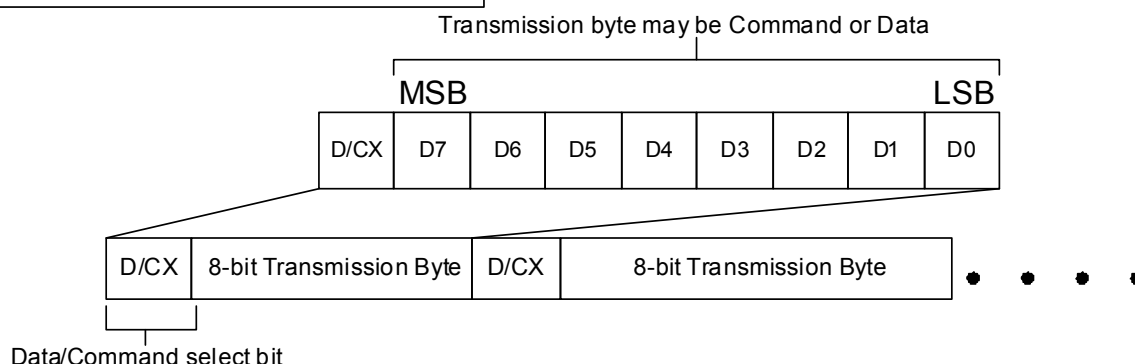 Transmission byte may be Command or Data
MSB LSB
D/CX D7 D6 D5 D4 D3 D2 D1 D0
D/CX 8-bit Transmission Byte D/CX 8-bit Transmission Byte
Data/Command select bit